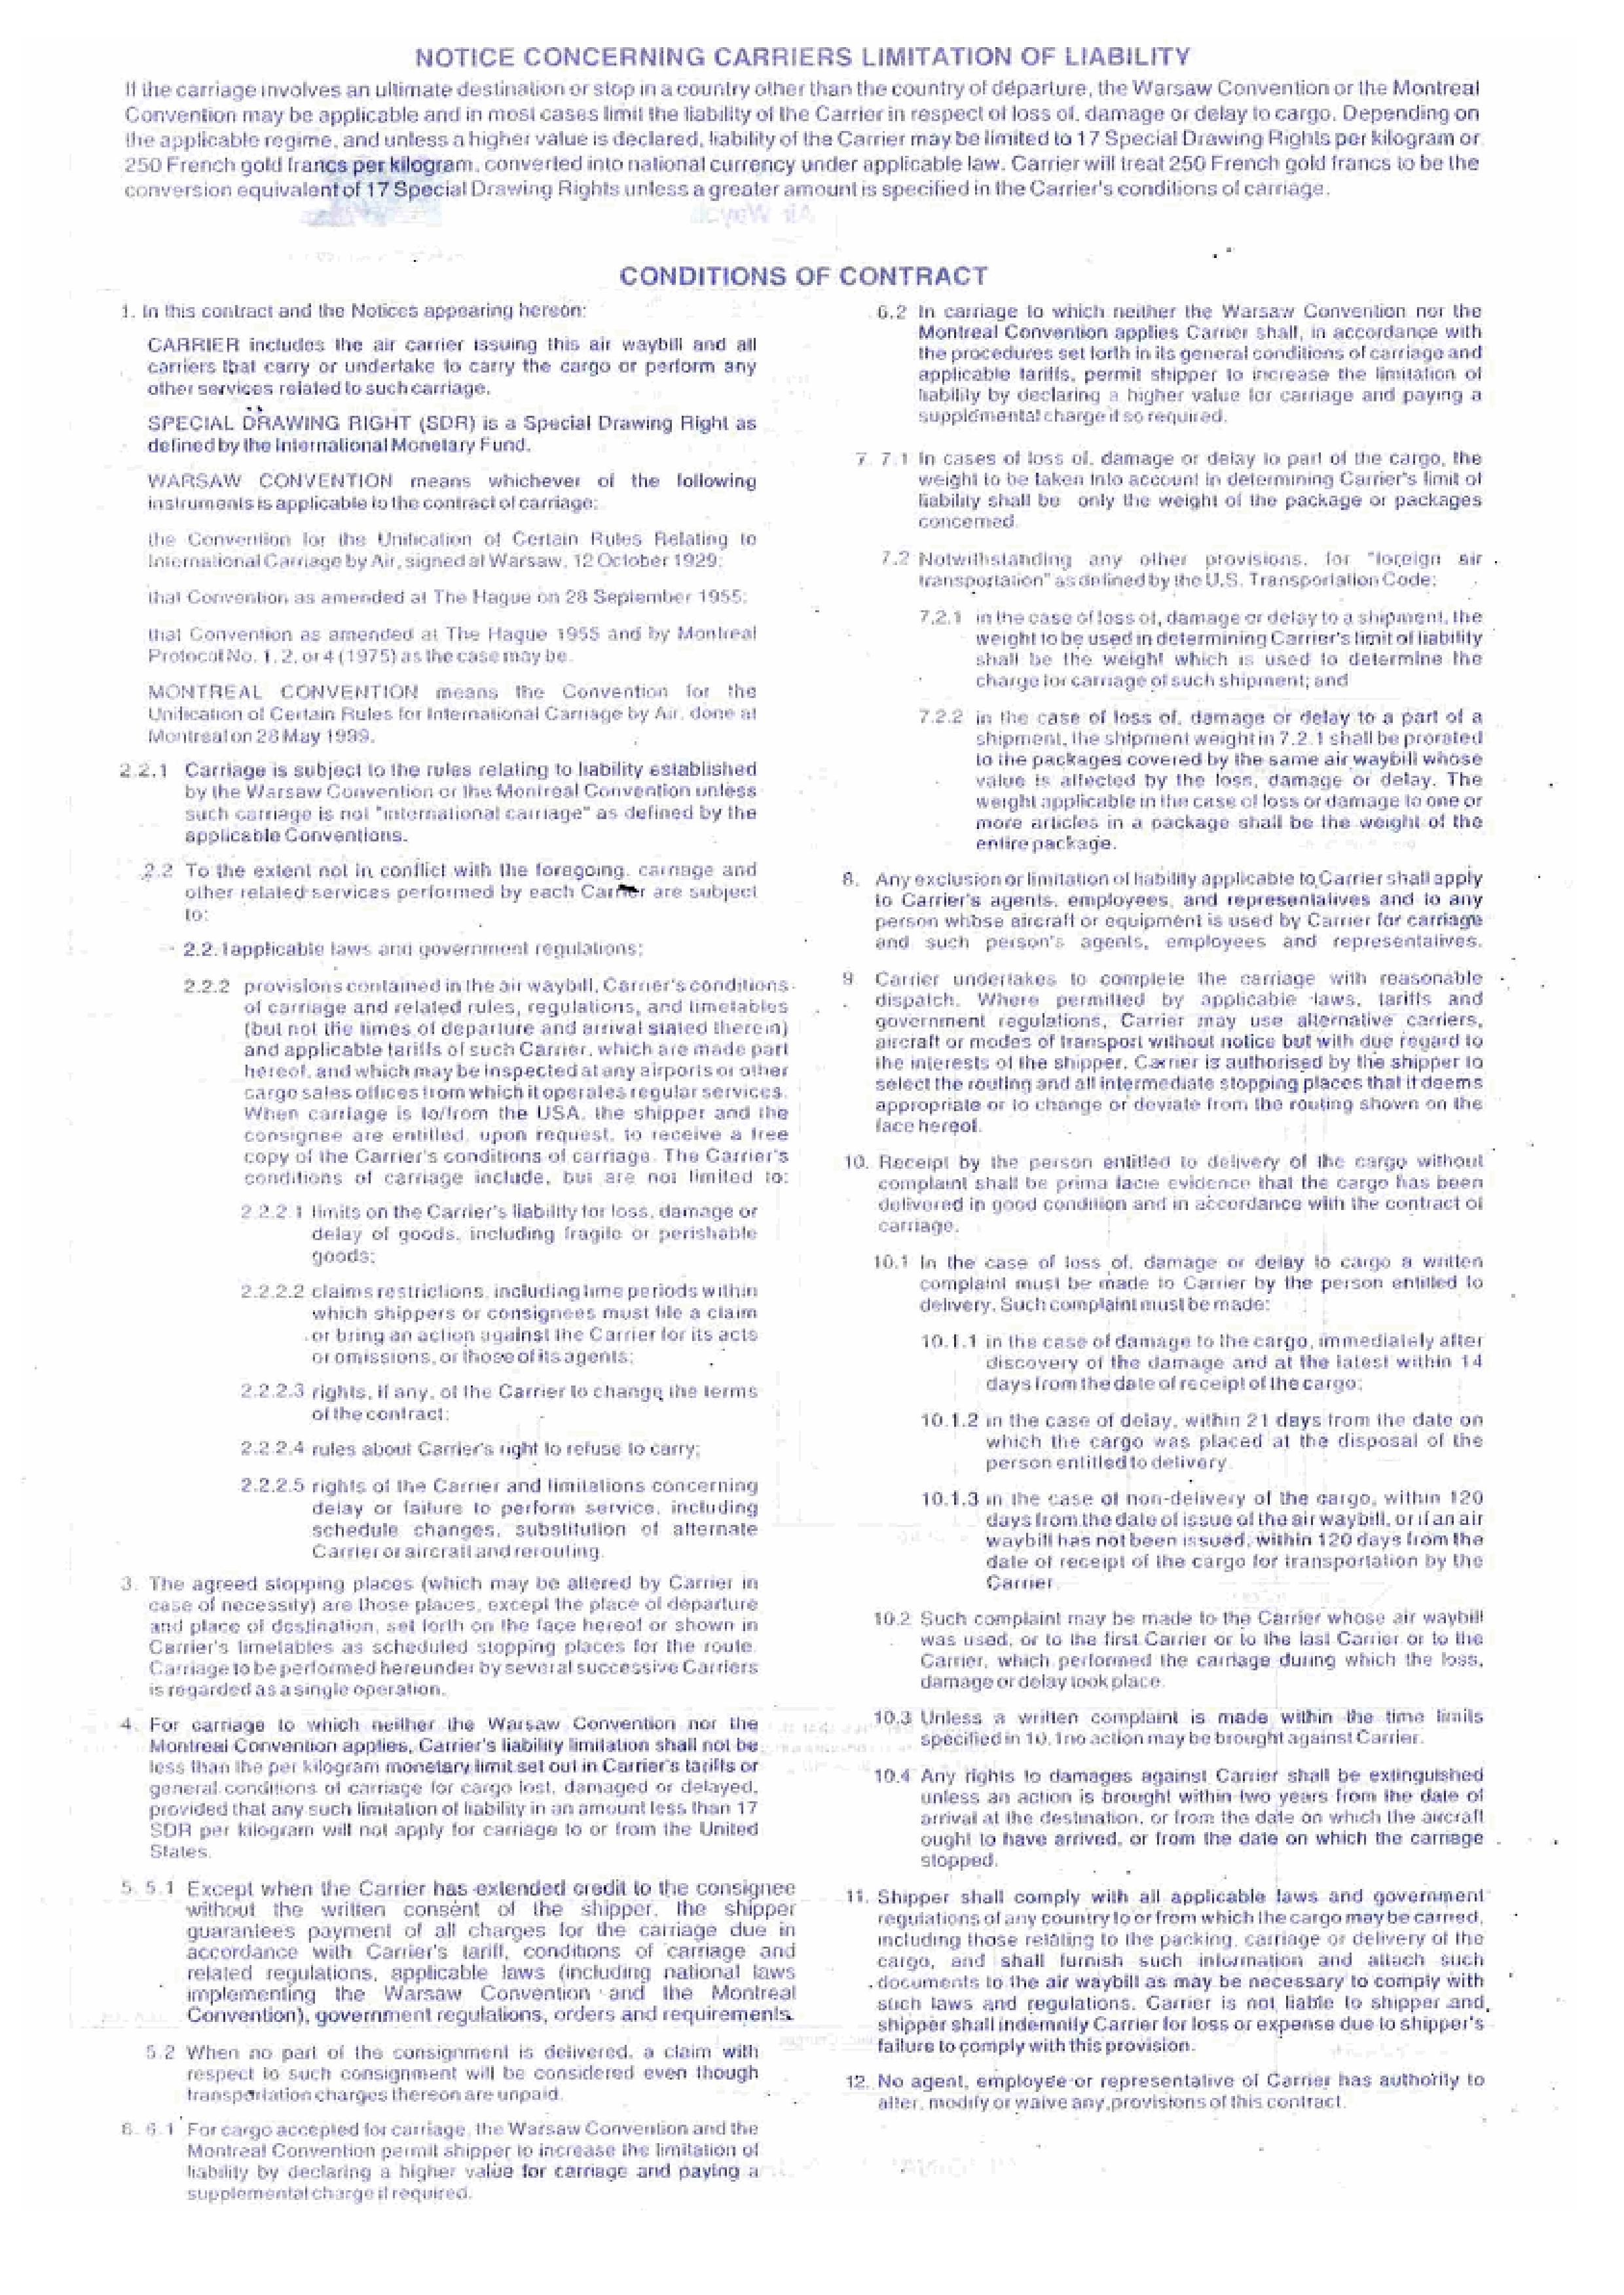 NOTICE CONCERNING CARRIERS LIMITATION OF LIABILITY
If the carriage involves an ultimate destination or stop in a country other than the country of departure, the Warsaw Convention or the Montreal
Convention may be applicable and in most cases limit the liability of the Carrier in respect of loss of, damage or delay to cargo. Depending on
the applicable regime, and unless a higher value is declared, liability of the Carrier may be limited to 17 Special Drawing Rights per kilogram or
250 French gold francs per kilogram, converted into national currency under applicable law. Carrier will treat 250 French gold francs to be the
conversion equivalent of 17 Special Drawing Rights unless a greater amount is specified in the Carrier's conditions of carriage.
CONDITIONS OF CONTRACT
1. In this contract and the Notices appearing hereon:
CARRIER includes the air carrier issuing this air waybill and all
carriers that carry or undertake to carry the cargo or perform any
other services related to such carriage.
SPECIAL DRAWING RIGHT (SDR) is a Special Drawing Right as
defined by the International Monetary Fund.
WARSAW CONVENTION means whichever of the following
instruments is applicable to the contract of carriage:
the Convention for the Unification of Certain Rules Relating to
International Carriage by Air, signed at Warsaw, 12 October 1929;
that Convention as amended at The Hague on 28 September 1955;
that Convention as amended at The Hague 1955 and by Montreal
Protocol No. 1, 2, or 4 (1975) as the case may be.
MONTREAL CONVENTION means the Convention for the
Unification of Certain Rules for International Carriage by Air, done at
Montreal on 28 May 1999.
2.2.1 Carriage is subject to the rules relating to liability established
by the Warsaw Convention or the Montreal Convention unless
such carriage is not "international carriage" as defined by the
applicable Conventions.
2.2 To the extent not in conflict with the foregoing, carriage and
other related services performed by each Carrier are subject
to:
2.2.1 applicable laws and government regulations;
2.2.2 provisions contained in the air waybill, Carrier's conditions
of carriage and related rules, regulations, and timetables
(but not the times of departure and arrival stated therein)
and applicable tariffs of such Carrier, which are made part
hereof, and which may be inspected at any airports or other
cargo sales offices from which it operates regular services.
When carriage is to/from the USA, the shipper and the
consignee are entitled, upon request, to receive a free
copy of the Carrier's conditions of carriage. The Carrier's
conditions of carriage include, but are not limited to:
2.2.2.1 limits on the Carrier's liability for loss, damage or
delay of goods, including fragile or perishable
goods;
2.2.2.2 claims restrictions, including time periods within
which shippers or consignees must file a claim
or bring an action against the Carrier for its acts
or omissions, or those of its agents;
2.2.2.3 rights, if any, of the Carrier to change the terms
of the contract;
2.2.2.4 rules about Carrier's right to refuse to carry;
2.2.2.5 rights of the Carrier and limitations concerning
delay or failure to perform service, including
schedule changes, substitution of alternate
Carrier or aircraft and rerouting.
3. The agreed stopping places (which may be altered by Carrier in
case of necessity) are those places, except the place of departure
and place of destination, set forth on the face hereof or shown in
Carrier's timetables as scheduled stopping places for the route.
Carriage to be performed hereunder by several successive Carriers
is regarded as a single operation.
4. For carriage to which neither the Warsaw Convention nor the
Montreal Convention applies, Carrier's liability limitation shall not be
less than the per kilogram monetary limit set out in Carrier's tariffs or
general conditions of carriage for cargo lost, damaged or delayed,
provided that any such limitation of liability in an amount less than 17
SDR per kilogram will not apply for carriage to or from the United
States.
5. 5.1 Except when the Carrier has extended credit to the consignee
without the written consent of the shipper, the shipper
guarantees payment of all charges for the carriage due in
accordance with Carrier's tariff, conditions of carriage and
related regulations, applicable laws (including national laws
implementing the Warsaw Convention and the Montreal
Convention), government regulations, orders and requirements.
5.2 When no part of the consignment is delivered, a claim with
respect to such consignment will be considered even though
transportation charges thereon are unpaid.
6. 6.1 For cargo accepted for carriage, the Warsaw Convention and the
Montreal Convention permit shipper to increase the limitation of
liability by declaring a higher value for carriage and paying a
supplemental charge if required.
6.2 In carriage to which neither the Warsaw Convention nor the
Montreal Convention applies Carrier shall, in accordance with
the procedures set forth in its general conditions of carriage and
applicable tariffs, permit shipper to increase the limitation of
liability by declaring a higher value for carriage and paying a
supplemental charge if so required.
7. 7.1 In cases of loss of, damage or delay to part of the cargo, the
weight to be taken into account in determining Carrier's limit of
liability shall be only the weight of the package or packages
concerned.
7.2 Notwithstanding any other provisions, for "foreign air
transportation" as defined by the U.S. Transportation Code:
7.2.1 in the case of loss of, damage or delay to a shipment, the
weight to be used in determining Carrier's limit of liability
shall be the weight which is used to determine the
charge for carriage of such shipment; and
7.2.2 in the case of loss of, damage or delay to a part of a
shipment, the shipment weight in 7.2.1 shall be prorated
to the packages covered by the same air waybill whose
value is affected by the loss, damage or delay. The
weight applicable in the case of loss or damage to one or
more articles in a package shall be the weight of the
entire package.
8. Any exclusion or limitation of liability applicable to Carrier shall apply
to Carrier's agents, employees, and representatives and to any
person whose aircraft or equipment is used by Carrier for carriage
and such person's agents, employees and representatives.
9 Carrier undertakes to complete the carriage with reasonable
dispatch. Where permitted by applicable laws, tariffs and
government regulations, Carrier may use alternative carriers,
aircraft or modes of transport without notice but with due regard to
the interests of the shipper. Carrier is authorised by the shipper to
select the routing and all intermediate stopping places that it deems
appropriate or to change or deviate from the routing shown on the
face hereof.
10. Receipt by the person entitled to delivery of the cargo without
complaint shall be prima facie evidence that the cargo has been
delivered in good condition and in accordance with the contract of
carriage.
10.1 In the case of loss of, damage or delay to cargo a written
complaint must be made to Carrier by the person entitled to
delivery. Such complaint must be made:
10.1.1 in the case of damage to the cargo, immediately after
discovery of the damage and at the latest within 14
days from the date of receipt of the cargo;
10.1.2 in the case of delay, within 21 days from the date on
which the cargo was placed at the disposal of the
person entitled to delivery.
10.1.3 in the case of non-delivery of the cargo, within 120
days from the date of issue of the air waybill, or if an air
waybill has not been issued, within 120 days from the
date of receipt of the cargo for transportation by the
Carrier.
10.2 Such complaint may be made to the Carrier whose air waybill
was used, or to the first Carrier or to the last Carrier or to the
Carrier, which performed the carriage during which the loss,
damage or delay took place.
10.3 Unless a written complaint is made within the time limits
specified in 10.1 no action may be brought against Carrier.
10.4 Any rights to damages against Carrier shall be extinguished
unless an action is brought within two years from the date of
arrival at the destination, or from the date on which the aircraft
ought to have arrived, or from the date on which the carriage
stopped.
11. Shipper shall comply with all applicable laws and government
regulations of any country to or from which the cargo may be carried,
including those relating to the packing, carriage or delivery of the
cargo, and shall furnish such information and attach such
documents to the air waybill as may be necessary to comply with
such laws and regulations. Carrier is not liable to shipper and
shipper shall indemnify Carrier for loss or expense due to shipper's
failure to comply with this provision.
12. No agent, employee or representative of Carrier has authority to
alter, modify or waive any provisions of this contract.